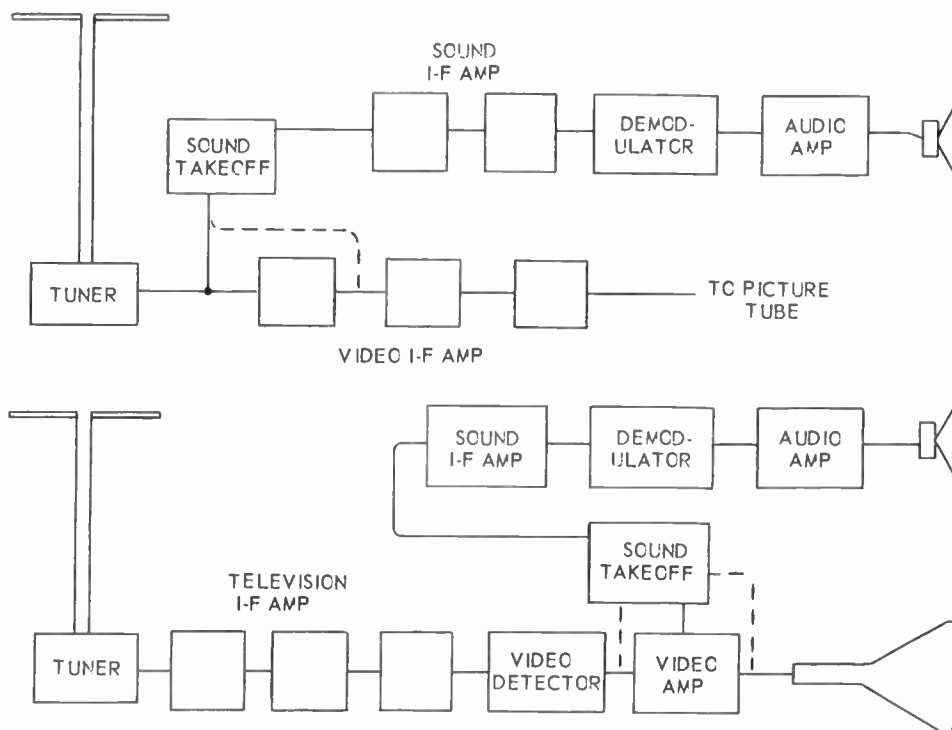 SOUND
I-F AMP
SOUND
TAKEOFF
DEMOD-
ULATOR
AUDIO
AMP
TUNER
TO PICTURE
TUBE
VIDEO I-F AMP
SOUND
I-F AMP
DEMOD-
ULATOR
AUDIO
AMP
SOUND
TAKEOFF
TELEVISION
I-F AMP
TUNER
VIDEO
DETECTOR
VIDEO
AMP